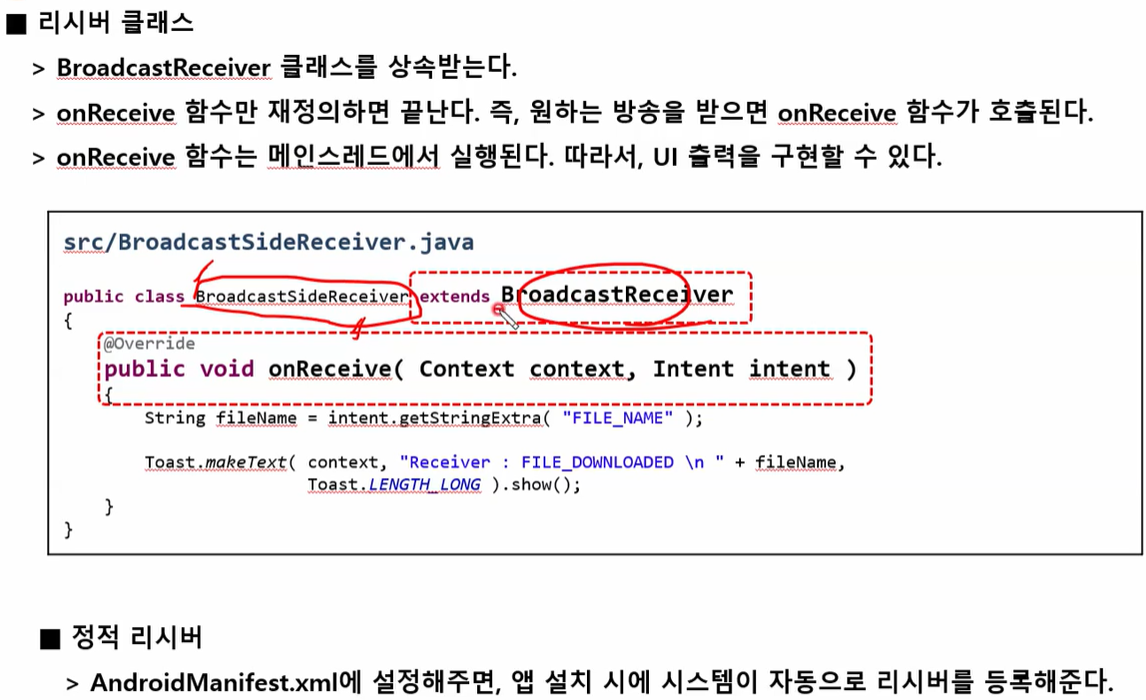 ■ 리시버 클래스
> BroadcastReceiver 클래스를 상속받는다.
> onReceive 함수만 재정의하면 끝난다. 즉, 원하는 방송을 받으면 onReceive 함수가 호출된다.
> onReceive 함수는 메인스레드에서 실행된다. 따라서, UI 출력을 구현할 수 있다.
src/BroadcastSideReceiver.java
public class BroadcastSideReceiver extends BroadcastReceiver
{
@Override
public void onReceive( Context context, Intent intent )
{
String fileName = intent.getStringExtra( "FILE_NAME" );
Toast.makeText( context, "Receiver : FILE_DOWNLOADED \n " + fileName,
Toast.LENGTH_LONG ).show();
}
}
■ 정적 리시버
> AndroidManifest.xml에 설정해주면, 앱 설치 시에 시스템이 자동으로 리시버를 등록해준다.